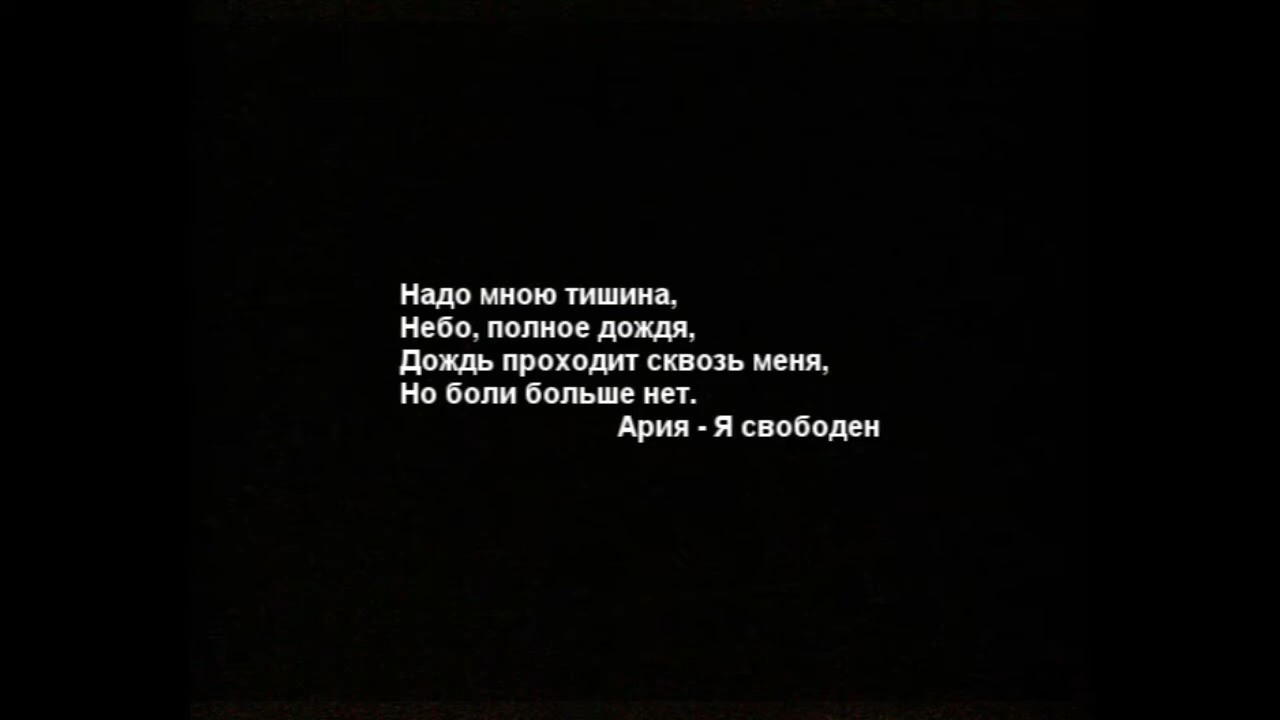 Надо мною тишина,
Небо, полное дождя,
Дождь проходит сквозь меня,
Но боли больше нет.
Ария - Я свободен